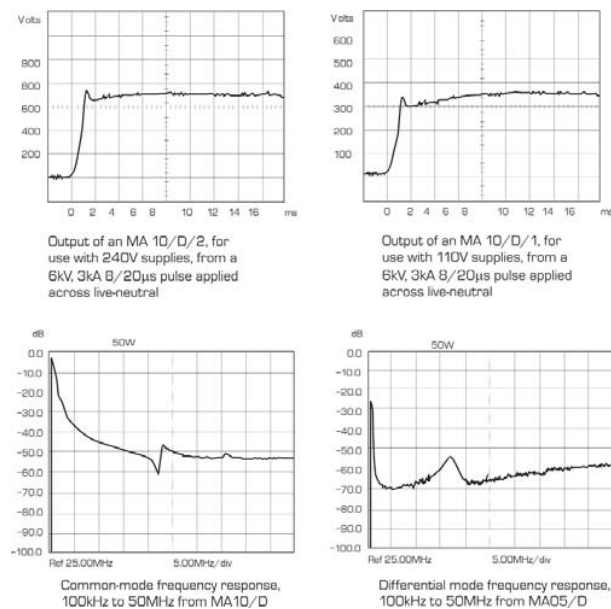 Volts
900
800
600
400
200
0 2 4 6 8 10 12 14 16 ms
Output of an MA 10/D/2, for
use with 240V supplies, from a
6kV, 3kA 8/20µs pulse applied
across live-neutral
Volts
600
500
400
300
200
100
0 2 4 6 8 10 12 14 16 ms
Output of an MA 10/D/1, for
use with 110V supplies, from a
6kV, 3kA 8/20µs pulse applied
across live-neutral
dB
50W
0.0
-10.0
-20.0
-30.0
-40.0
-50.0
-60.0
-70.0
-80.0
-90.0
-100.0
Ref 25.00MHz 5.00MHz/div
Common-mode frequency response,
100kHz to 50MHz from MA10/D
dB
50W
0.0
-10.0
-20.0
-30.0
-40.0
-50.0
-60.0
-70.0
-80.0
-90.0
-100.0
Ref 25.00MHz 5.00MHz/div
Differential mode frequency response,
100kHz to 50MHz from MA05/D